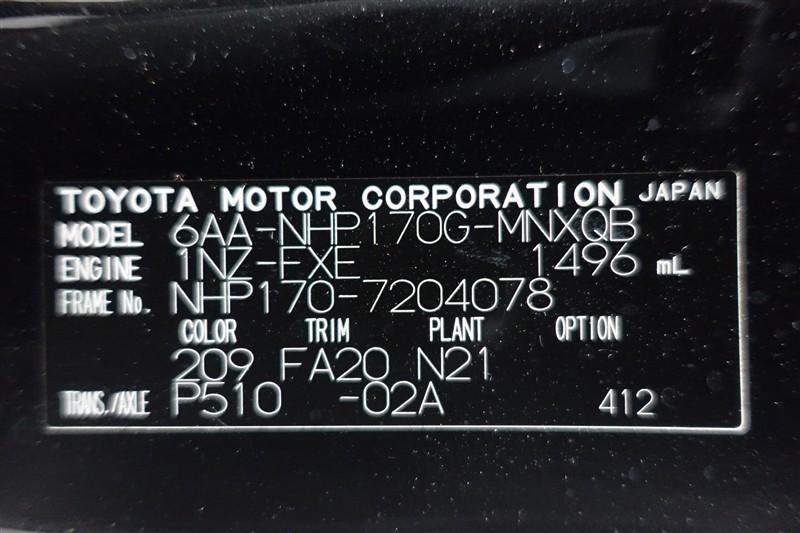 TOYOTA MOTOR CORPORATION JAPAN
MODEL 6AA-NHP170G-MNXQB
ENGINE 1NZ-FXE 1496 mL
FRAME No. NHP170-7204078
COLOR TRIM PLANT OPTION
209 FA20 N21
TRANS./AXLE P510 -02A 412